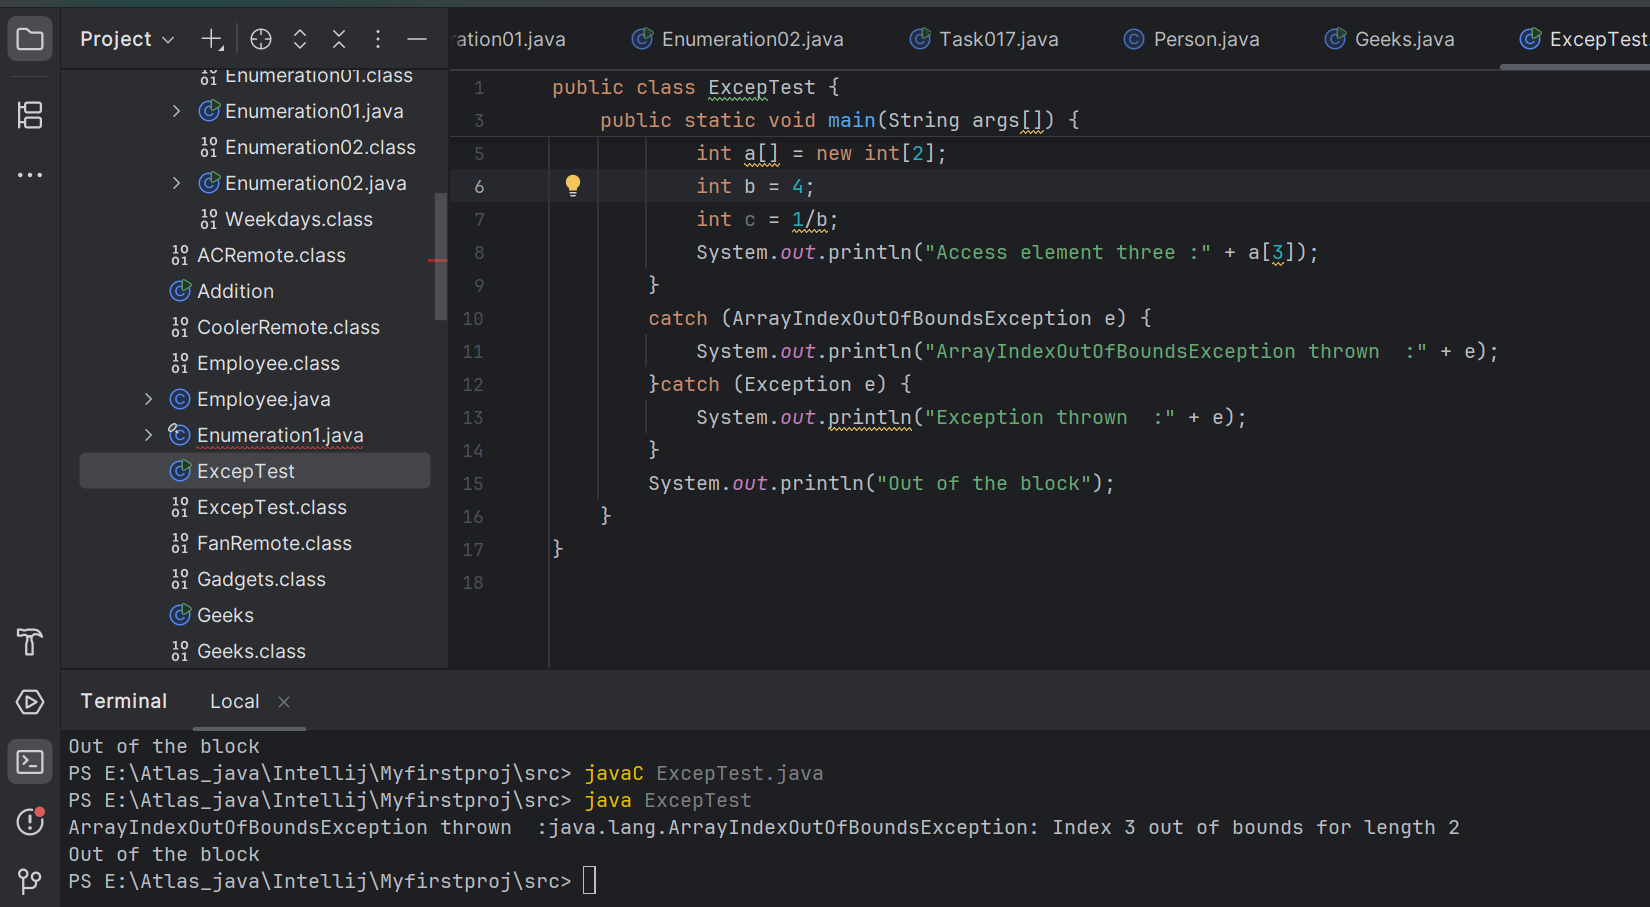 Project
Enumeration01.class
Enumeration01.java
Enumeration02.class
Enumeration02.java
Weekdays.class
ACRemote.class
Addition
CoolerRemote.class
Employee.class
Employee.java
Enumeration1.java
ExcepTest
ExcepTest.class
FanRemote.class
Gadgets.class
Geeks
Geeks.class
ation01.java Enumeration02.java Task017.java Person.java Geeks.java ExcepTest.
1 public class ExcepTest {
3 public static void main(String args[]) {
5 int a[] = new int[2];
6 int b = 4;
7 int c = 1/b;
8 System.out.println("Access element three :" + a[3]);
9 }
10 catch (ArrayIndexOutOfBoundsException e) {
11 System.out.println("ArrayIndexOutOfBoundsException thrown  :" + e);
12 }catch (Exception e) {
13 System.out.println("Exception thrown  :" + e);
14 }
15 System.out.println("Out of the block");
16 }
17 }
18
Terminal Local
Out of the block
PS E:\Atlas_java\Intellij\Myfirstproj\src> javaC ExcepTest.java
PS E:\Atlas_java\Intellij\Myfirstproj\src> java ExcepTest
ArrayIndexOutOfBoundsException thrown  :java.lang.ArrayIndexOutOfBoundsException: Index 3 out of bounds for length 2
Out of the block
PS E:\Atlas_java\Intellij\Myfirstproj\src>